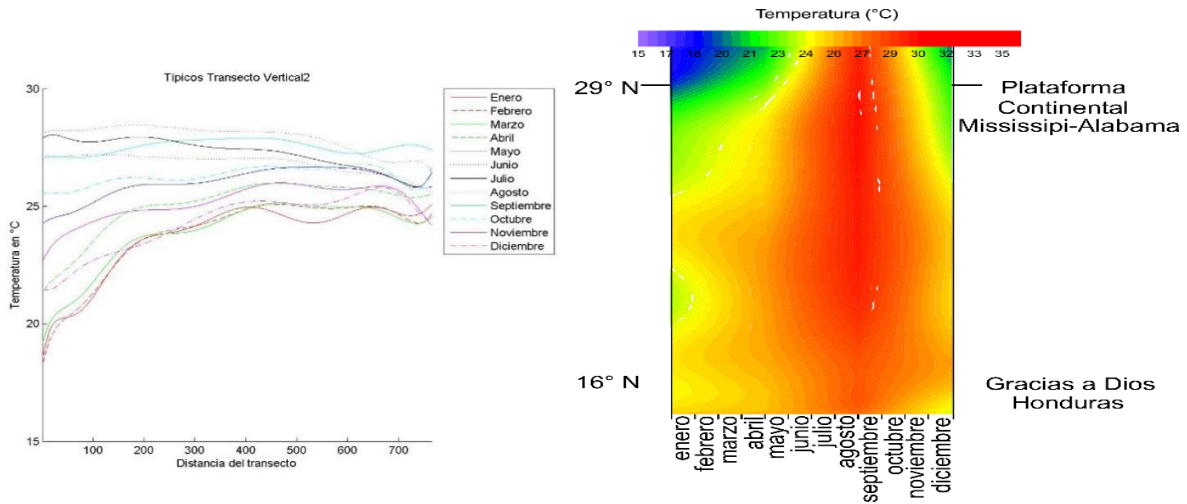 Típicos Transecto Vertical2
30
25
20
15
Temperatura en °C
100 200 300 400 500 600 700
Distancia del transecto
Enero
Febrero
Marzo
Abril
Mayo
Junio
Julio
Agosto
Septiembre
Octubre
Noviembre
Diciembre
Temperatura (°C)
15 17 18 20 21 23 24 26 27 29 30 32 33 35
29° N
Plataforma
Continental
Mississipi-Alabama
16° N
Gracias a Dios
Honduras
enero
febrero
marzo
abril
mayo
junio
julio
agosto
septiembre
octubre
noviembre
diciembre